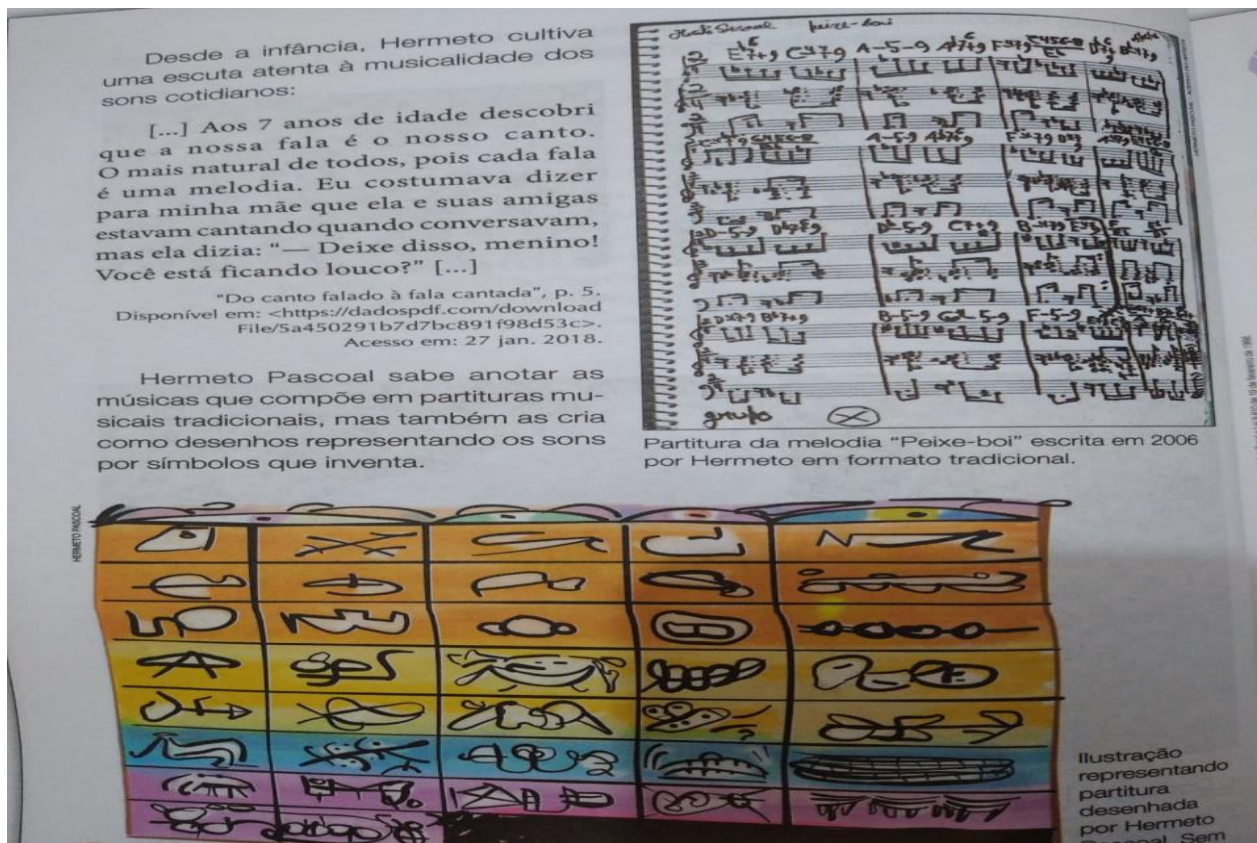 Desde a infância, Hermeto cultiva
uma escuta atenta à musicalidade dos
sons cotidianos:
[...] Aos 7 anos de idade descobri
que a nossa fala é o nosso canto.
O mais natural de todos, pois cada fala
é uma melodia. Eu costumava dizer
para minha mãe que ela e suas amigas
estavam cantando quando conversavam,
mas ela dizia: “— Deixe disso, menino!
Você está ficando louco?” [...]
"Do canto falado à fala cantada", p. 5.
Disponível em: <https://dadospdf.com/download
File/5a450291b7d7bc891f98d53c>.
Acesso em: 27 jan. 2018.
Hermeto Pascoal sabe anotar as
músicas que compõe em partituras mu-
sicais tradicionais, mas também as cria
como desenhos representando os sons
por símbolos que inventa.
peixe-boi
grupo
Partitura da melodia “Peixe-boi” escrita em 2006
por Hermeto em formato tradicional.
HERMETO PASCOAL
Ilustração
representando
partitura
desenhada
por Hermeto
Pascoal. Sem